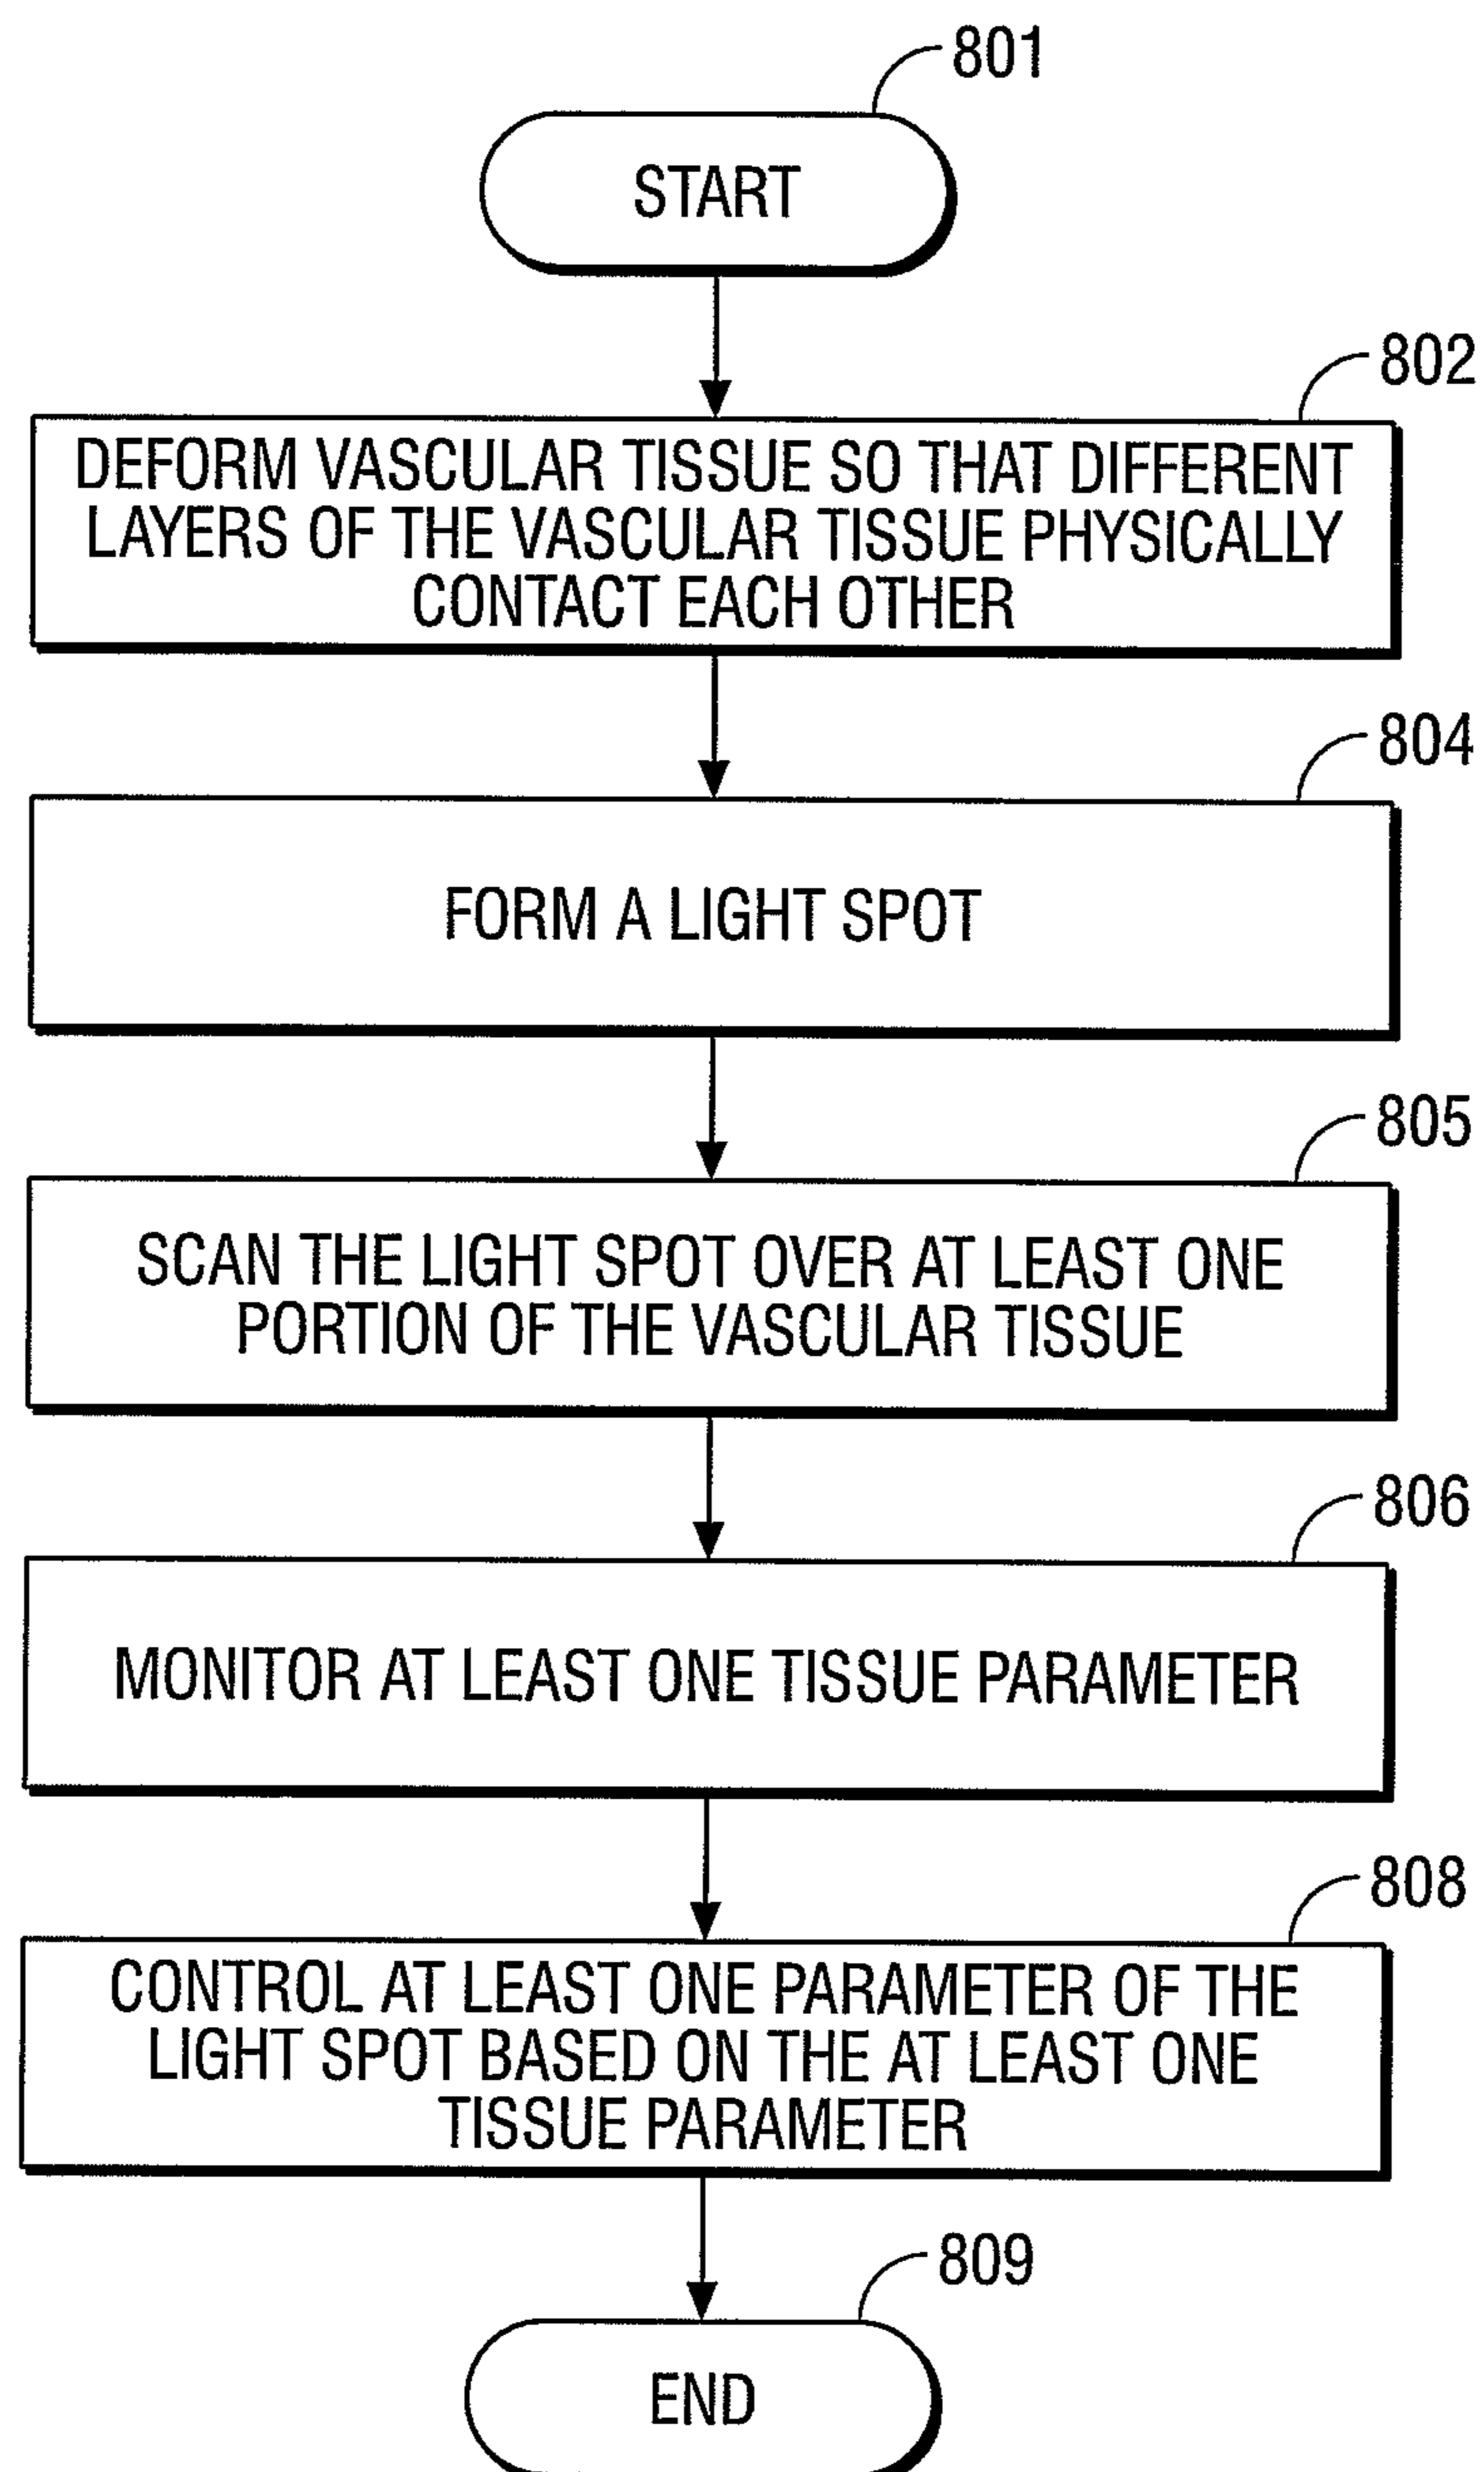 801
START
802
DEFORM VASCULAR TISSUE SO THAT DIFFERENT
LAYERS OF THE VASCULAR TISSUE PHYSICALLY
CONTACT EACH OTHER
804
FORM A LIGHT SPOT
805
SCAN THE LIGHT SPOT OVER AT LEAST ONE
PORTION OF THE VASCULAR TISSUE
806
MONITOR AT LEAST ONE TISSUE PARAMETER
808
CONTROL AT LEAST ONE PARAMETER OF THE
LIGHT SPOT BASED ON THE AT LEAST ONE
TISSUE PARAMETER
809
END